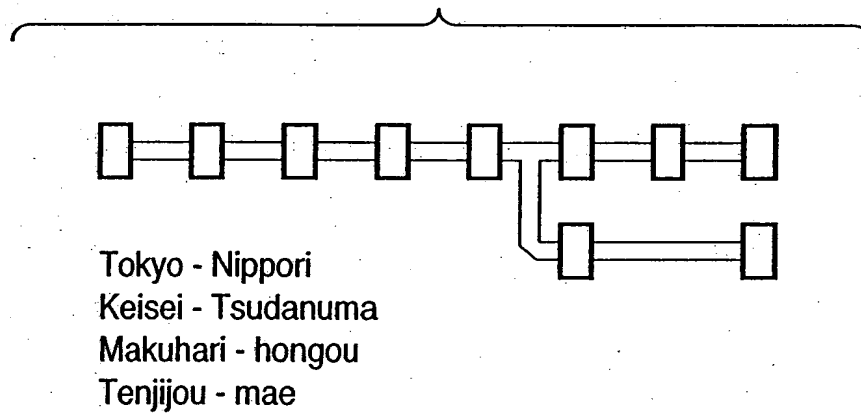 Tokyo - Nippori
Keisei - Tsudanuma
Makuhari - hongou
Tenjijou - mae